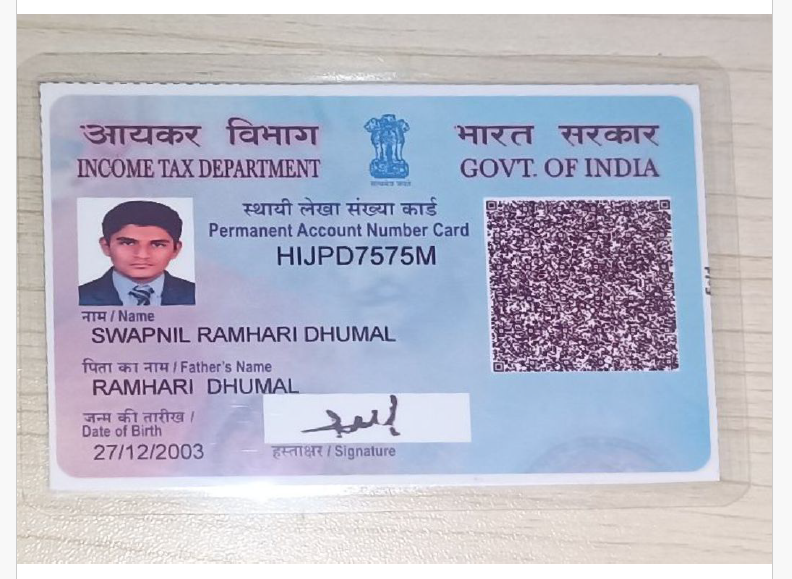 आयकर विभाग
INCOME TAX DEPARTMENT
भारत सरकार
GOVT. OF INDIA
सत्यमेव जयते
स्थायी लेखा संख्या कार्ड
Permanent Account Number Card
HIJPD7575M
नाम / Name
SWAPNIL RAMHARI DHUMAL
पिता का नाम / Father's Name
RAMHARI DHUMAL
जन्म की तारीख /
Date of Birth
27/12/2003
हस्ताक्षर / Signature